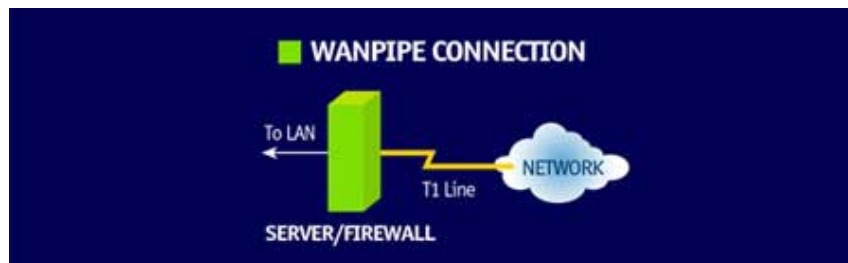 WANPIPE CONNECTION
To LAN
NETWORK
T1 Line
SERVER/FIREWALL